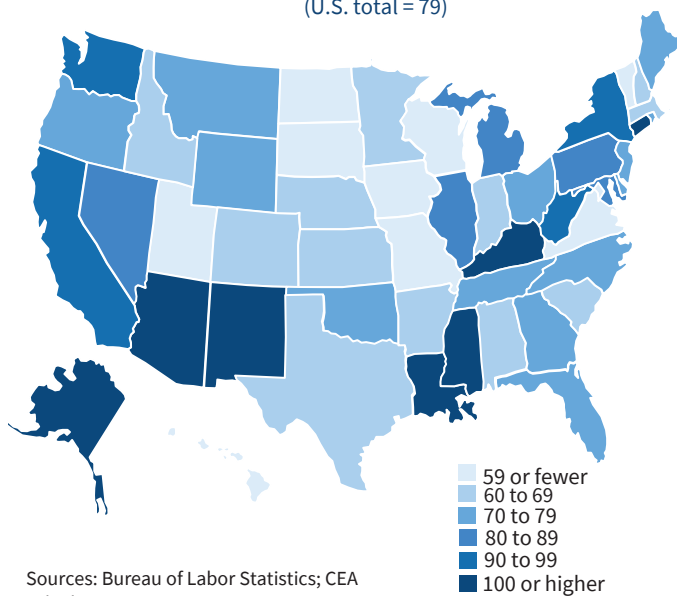 (U.S. total = 79)
59 or fewer
60 to 69
70 to 79
80 to 89
90 to 99
100 or higher
Sources: Bureau of Labor Statistics; CEA